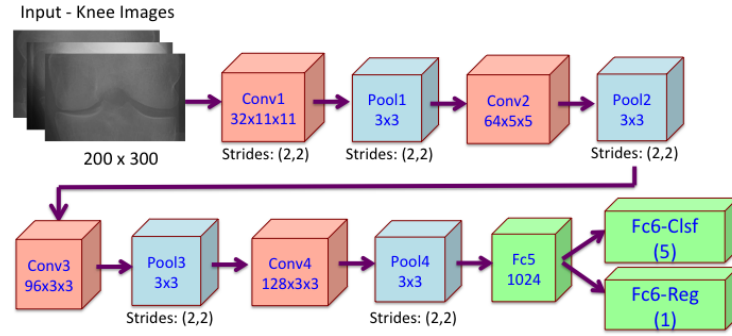 Input - Knee Images
200 x 300
Conv1
32x11x11
Strides: (2,2)
Pool1
3x3
Strides: (2,2)
Conv2
64x5x5
Pool2
3x3
Strides: (2,2)
Conv3
96x3x3
Pool3
3x3
Strides: (2,2)
Conv4
128x3x3
Pool4
3x3
Strides: (2,2)
Fc5
1024
Fc6-Clsf
(5)
Fc6-Reg
(1)